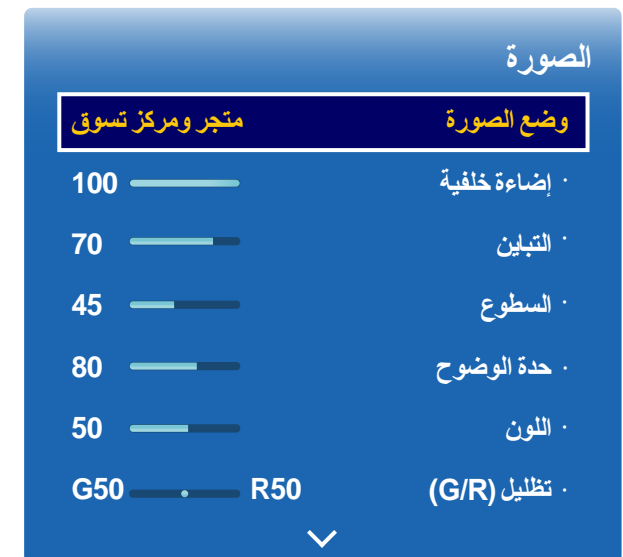 الصورة
وضع الصورة متجر ومركز تسوق
· إضاءة خلفية 100
· التباين 70
· السطوع 45
· حدة الوضوح 80
· اللون 50
· تظليل (G/R) R50 G50